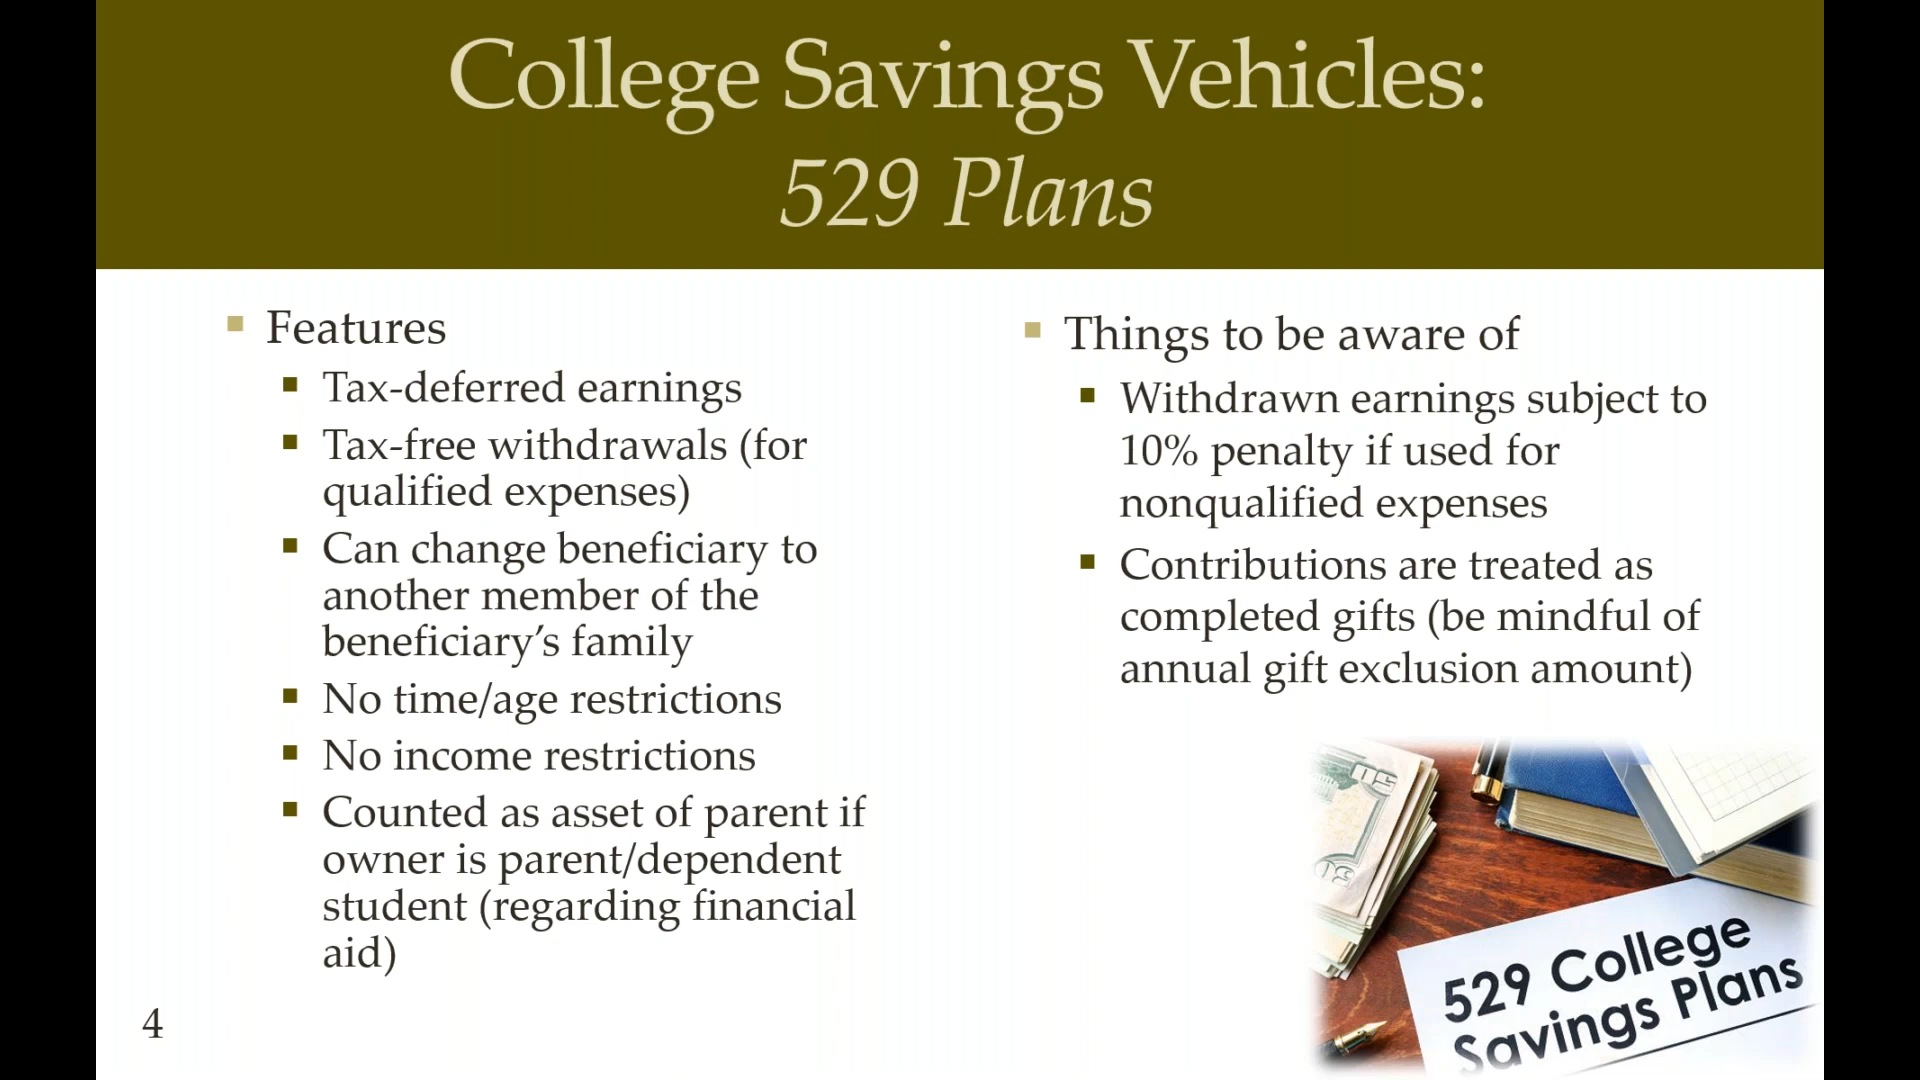 College Savings Vehicles:
529 Plans
Features
Tax-deferred earnings
Tax-free withdrawals (for
qualified expenses)
Can change beneficiary to
another member of the
beneficiary’s family
No time/age restrictions
No income restrictions
Counted as asset of parent if
owner is parent/dependent
student (regarding financial
aid)
Things to be aware of
Withdrawn earnings subject to
10% penalty if used for
nonqualified expenses
Contributions are treated as
completed gifts (be mindful of
annual gift exclusion amount)
50
50
529 College
Savings Plans
4